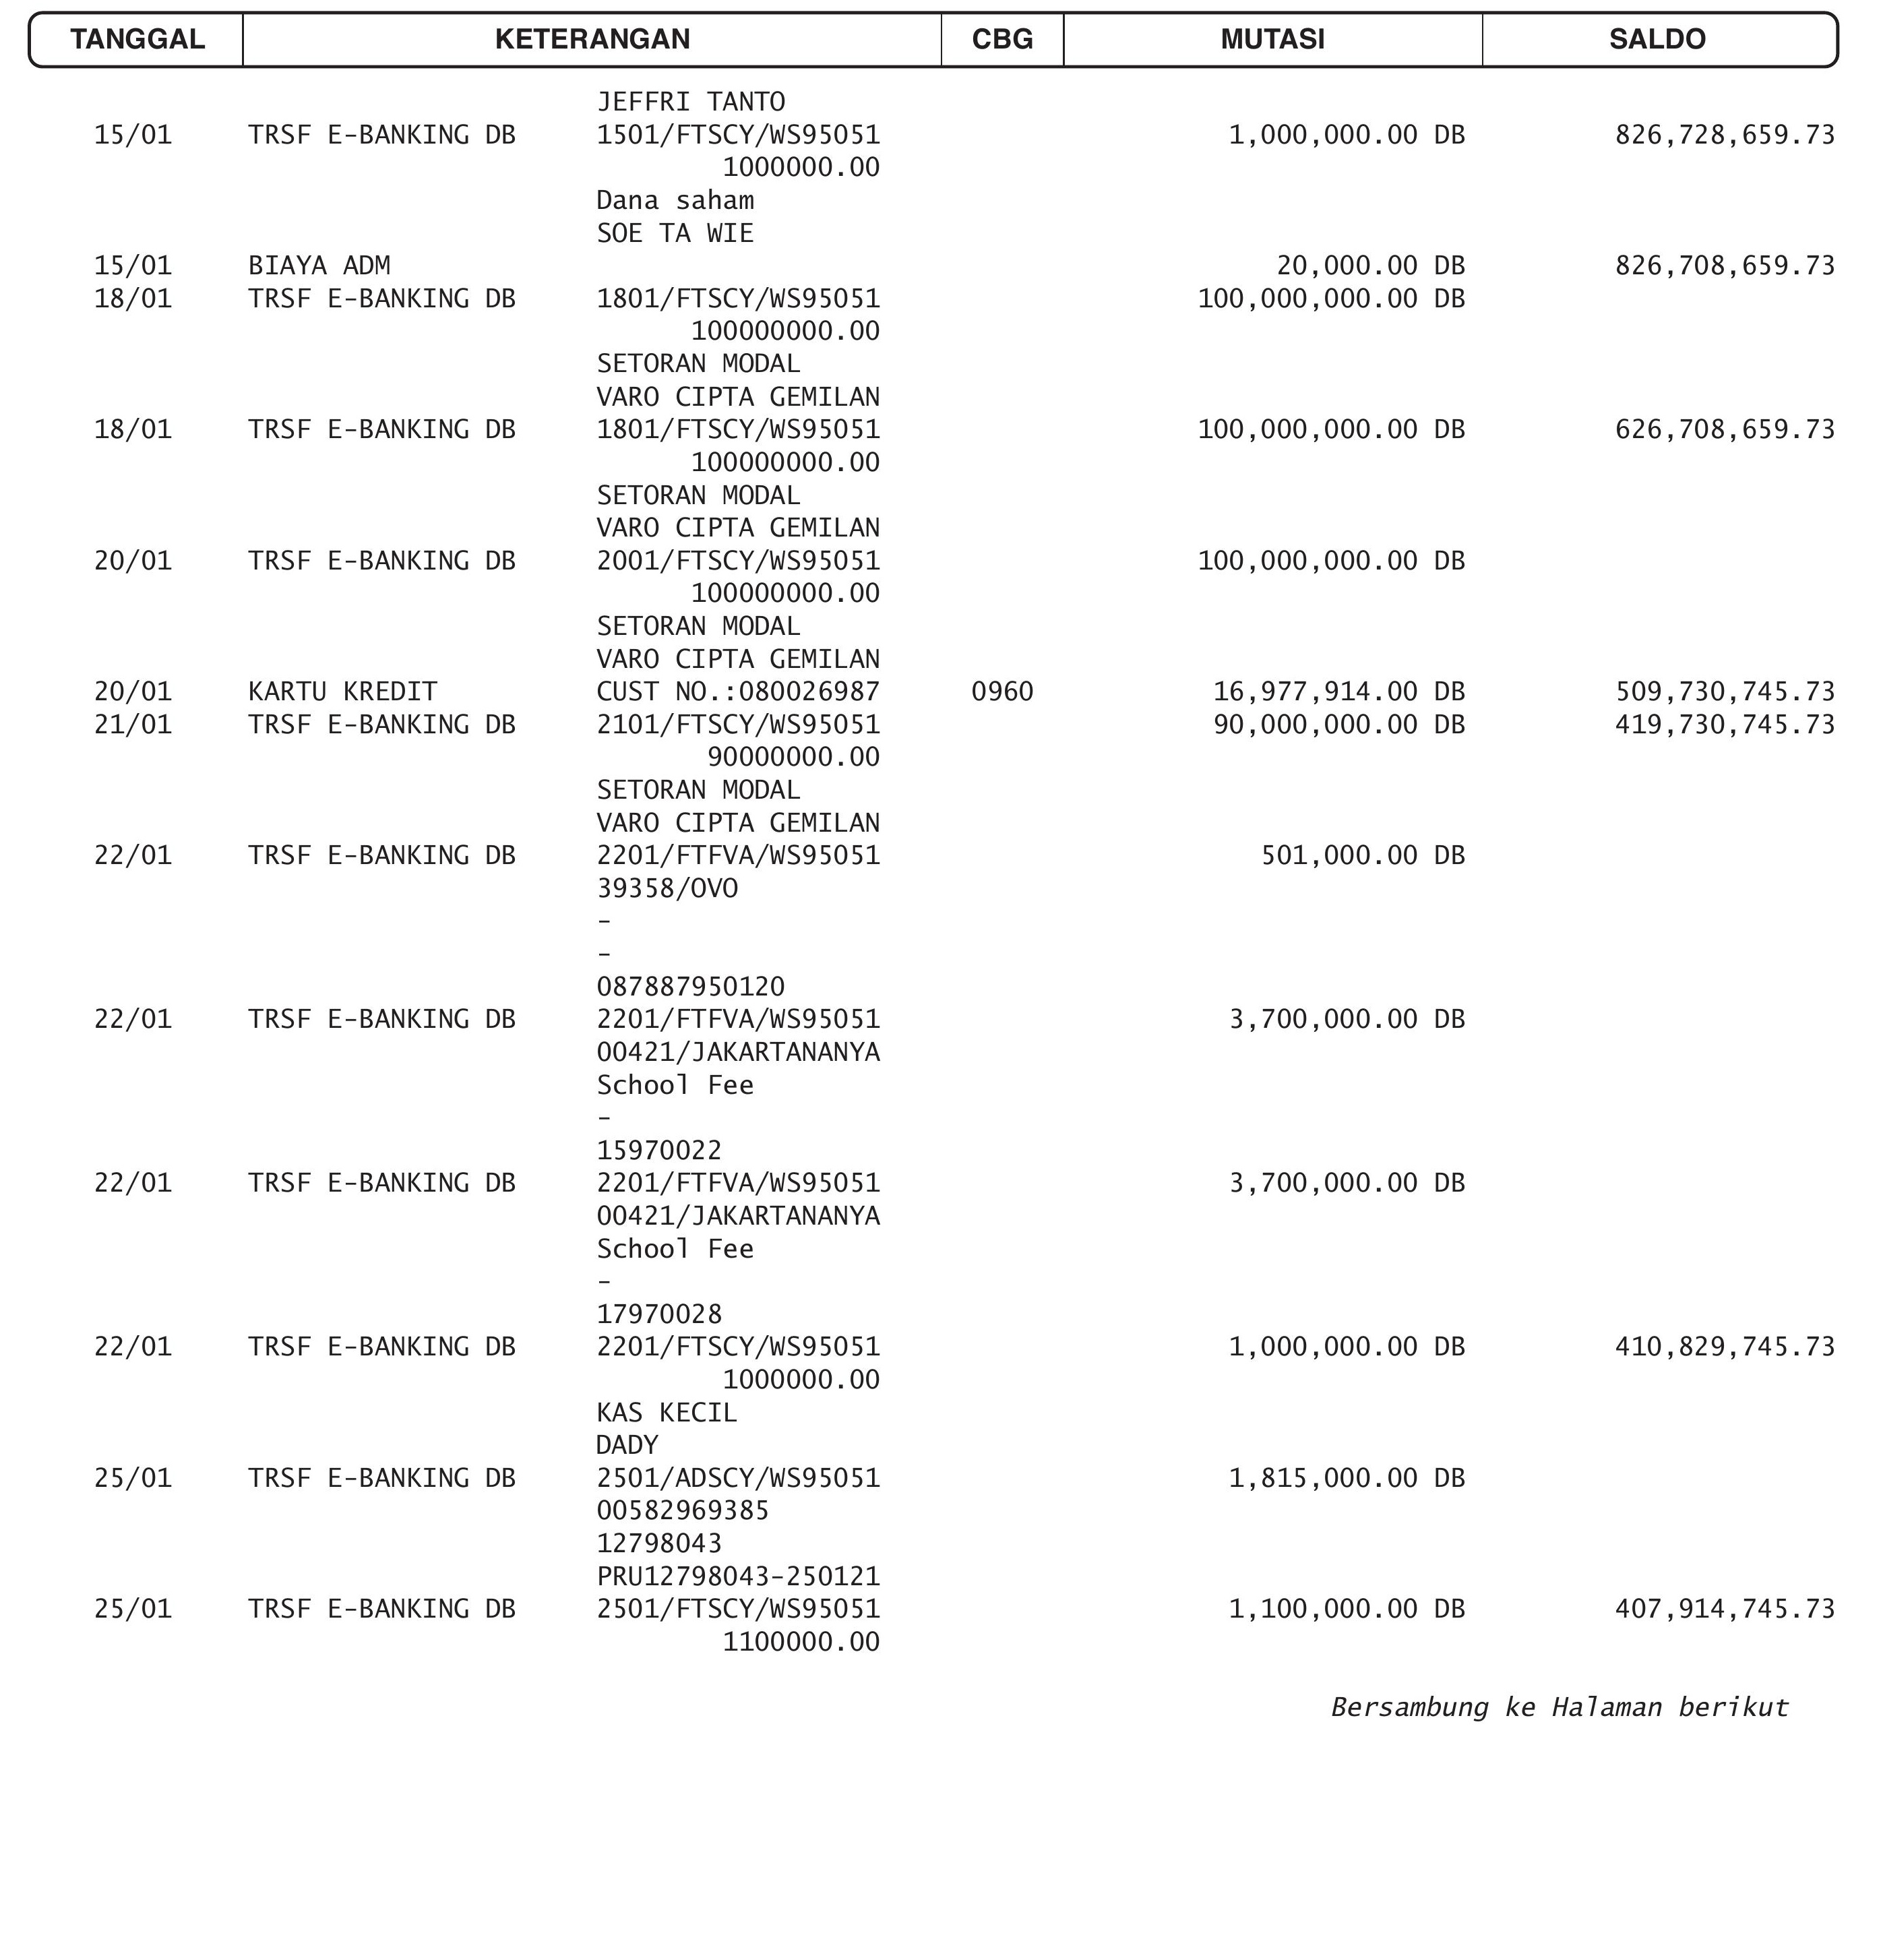 TANGGAL KETERANGAN CBG MUTASI SALDO
JEFFRI TANTO
15/01 TRSF E-BANKING DB 1501/FTSCY/WS95051 1,000,000.00 DB 826,728,659.73
1000000.00
Dana saham
SOE TA WIE
15/01 BIAYA ADM 20,000.00 DB 826,708,659.73
18/01 TRSF E-BANKING DB 1801/FTSCY/WS95051 100,000,000.00 DB
100000000.00
SETORAN MODAL
VARO CIPTA GEMILAN
18/01 TRSF E-BANKING DB 1801/FTSCY/WS95051 100,000,000.00 DB 626,708,659.73
100000000.00
SETORAN MODAL
VARO CIPTA GEMILAN
20/01 TRSF E-BANKING DB 2001/FTSCY/WS95051 100,000,000.00 DB
100000000.00
SETORAN MODAL
VARO CIPTA GEMILAN
20/01 KARTU KREDIT CUST NO.:080026987 0960 16,977,914.00 DB 509,730,745.73
21/01 TRSF E-BANKING DB 2101/FTSCY/WS95051 90,000,000.00 DB 419,730,745.73
90000000.00
SETORAN MODAL
VARO CIPTA GEMILAN
22/01 TRSF E-BANKING DB 2201/FTFVA/WS95051 501,000.00 DB
39358/OVO
-
-
087887950120
22/01 TRSF E-BANKING DB 2201/FTFVA/WS95051 3,700,000.00 DB
00421/JAKARTANANYA
School Fee
-
15970022
22/01 TRSF E-BANKING DB 2201/FTFVA/WS95051 3,700,000.00 DB
00421/JAKARTANANYA
School Fee
-
17970028
22/01 TRSF E-BANKING DB 2201/FTSCY/WS95051 1,000,000.00 DB 410,829,745.73
1000000.00
KAS KECIL
DADY
25/01 TRSF E-BANKING DB 2501/ADSCY/WS95051 1,815,000.00 DB
00582969385
12798043
PRU12798043-250121
25/01 TRSF E-BANKING DB 2501/FTSCY/WS95051 1,100,000.00 DB 407,914,745.73
1100000.00
Bersambung ke Halaman berikut